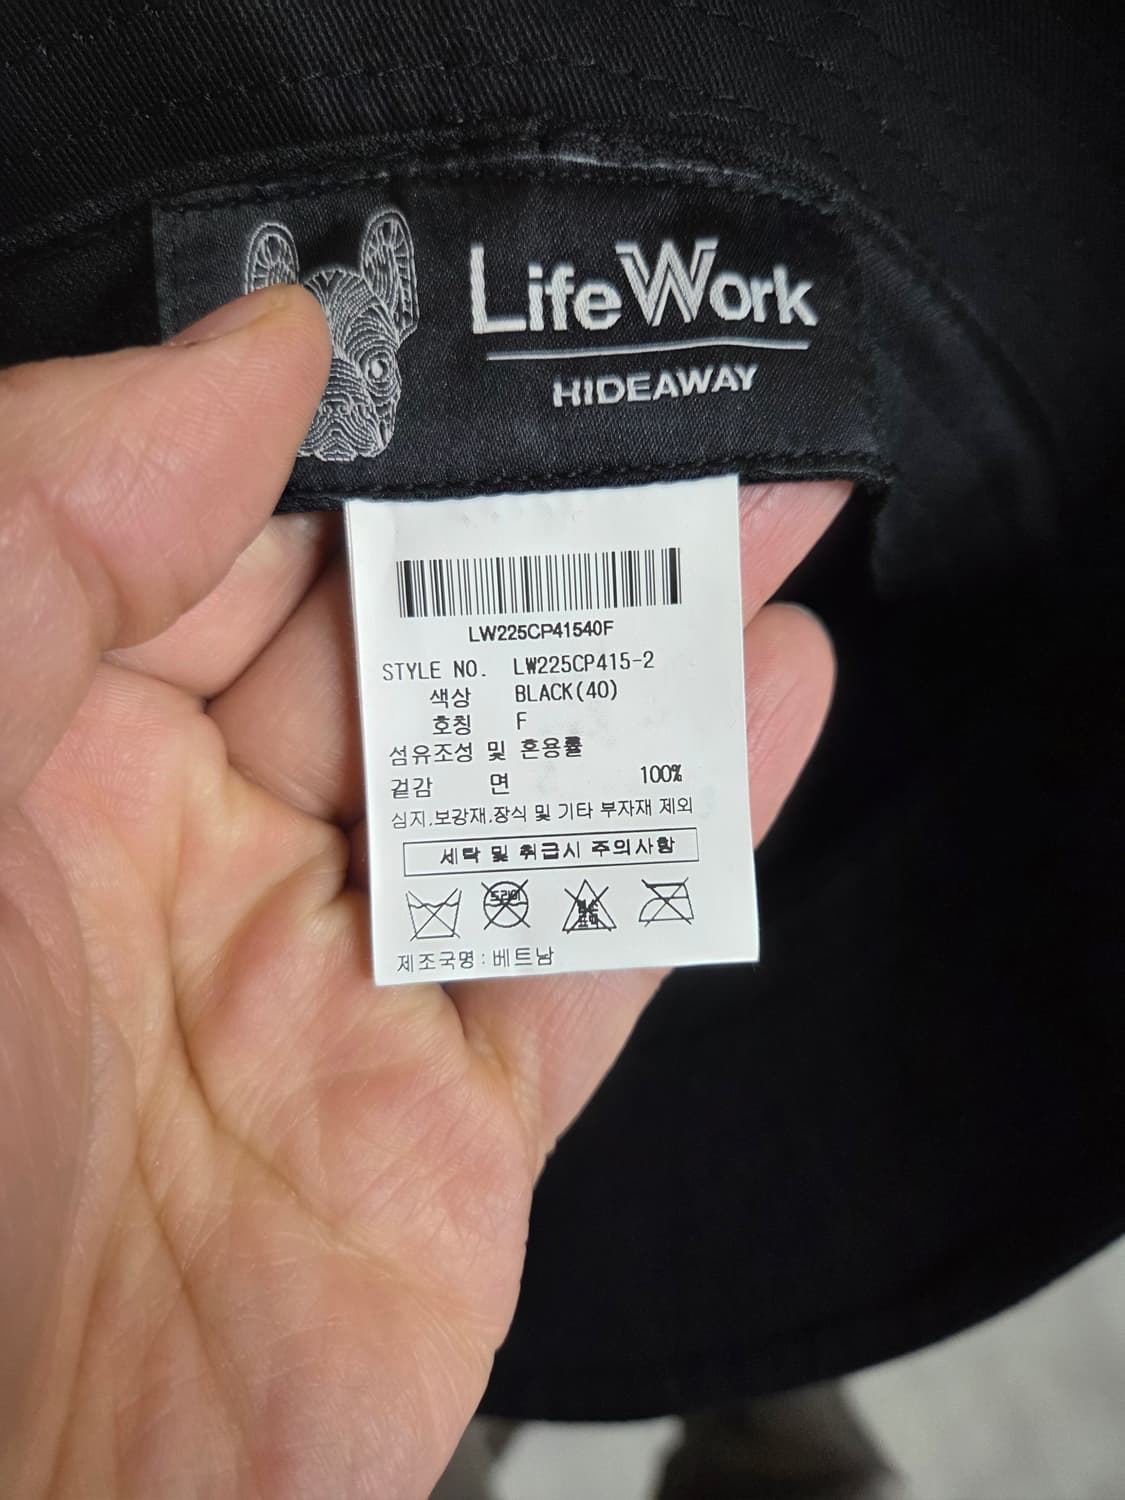 LifeWork
HIDEAWAY
LW225CP41540F
STYLE NO. LW225CP415-2
색상 BLACK(40)
호칭 F
섬유조성 및 혼용률
겉감 면 100%
심지,보강재,장식 및 기타 부자재 제외
세탁 및 취급시 주의사항
드라이
제조국명:베트남